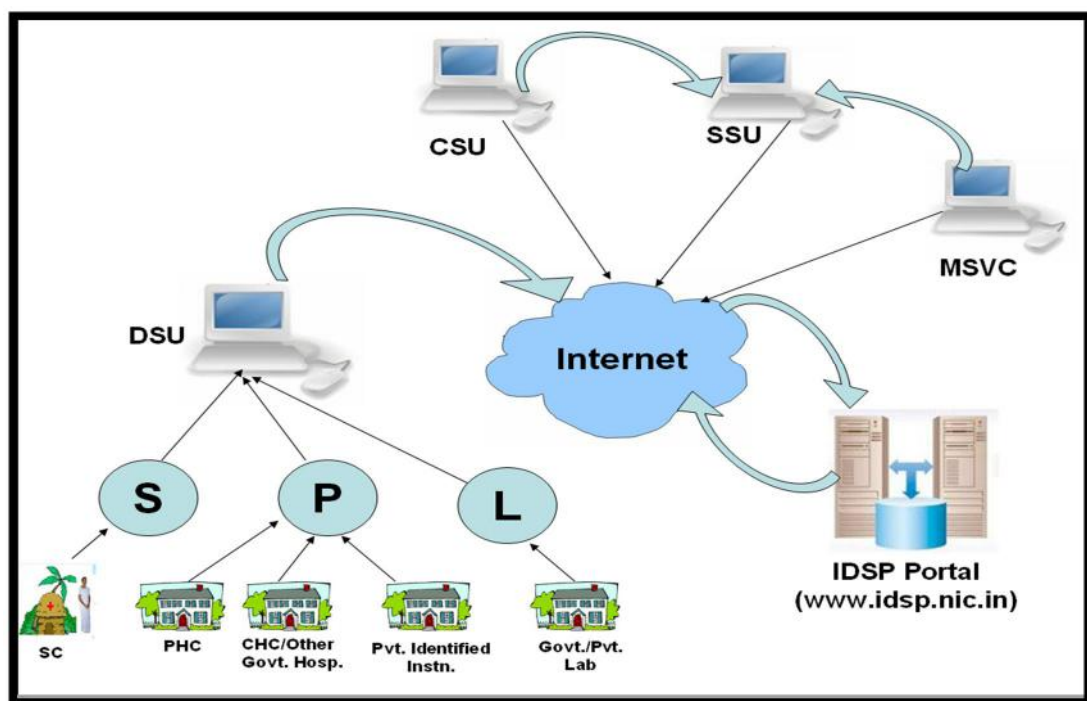 CSU
SSU
MSVC
DSU
Internet
S
P
L
IDSP Portal
(www.idsp.nic.in)
SC
PHC
CHC/Other
Govt. Hosp.
Pvt. Identified
Instn.
Govt./Pvt.
Lab